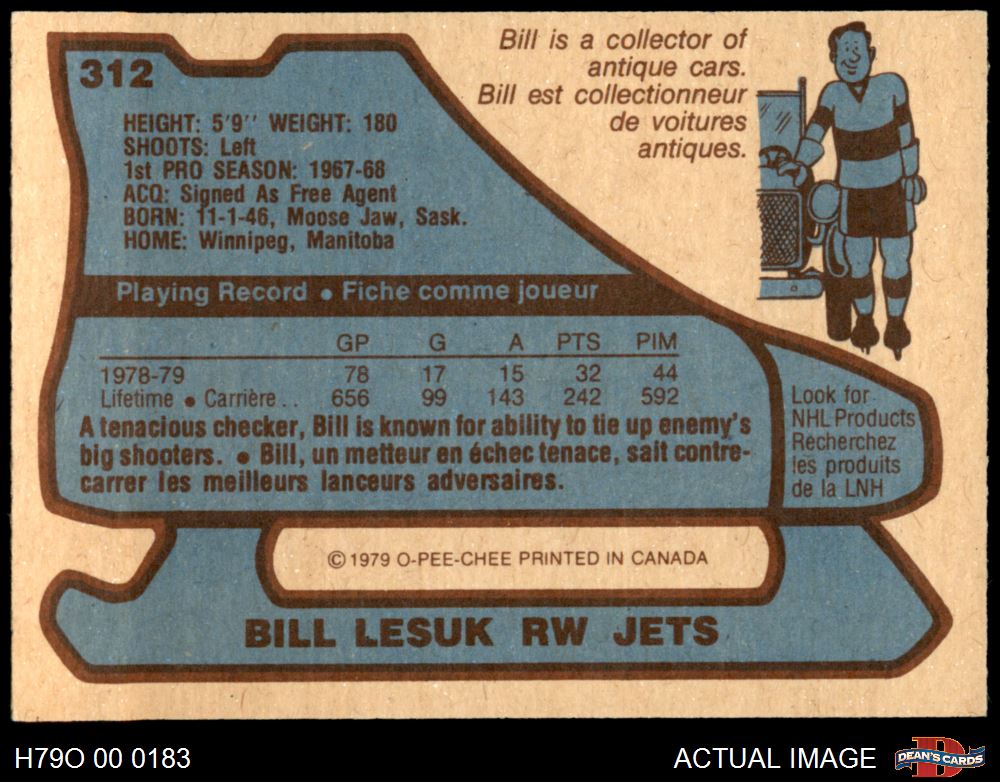 312
Bill is a collector of
antique cars.
Bill est collectionneur
de voitures
antiques.
HEIGHT: 5'9" WEIGHT: 180
SHOOTS: Left
1st PRO SEASON: 1967-68
ACQ: Signed As Free Agent
BORN: 11-1-46, Moose Jaw, Sask.
HOME: Winnipeg, Manitoba
Playing Record • Fiche comme joueur
GP G A PTS PIM
1978-79 78 17 15 32 44
Lifetime • Carrière.. 656 99 143 242 592
A tenacious checker, Bill is known for ability to tie up enemy's
big shooters. • Bill, un metteur en échec tenace, sait contre-
carrer les meilleurs lanceurs adversaires.
Look for
NHL Products
Recherchez
les produits
de la LNH
© 1979 O-PEE-CHEE PRINTED IN CANADA
BILL LESUK RW JETS
H79O 00 0183
ACTUAL IMAGE
D
DEAN'S CARDS